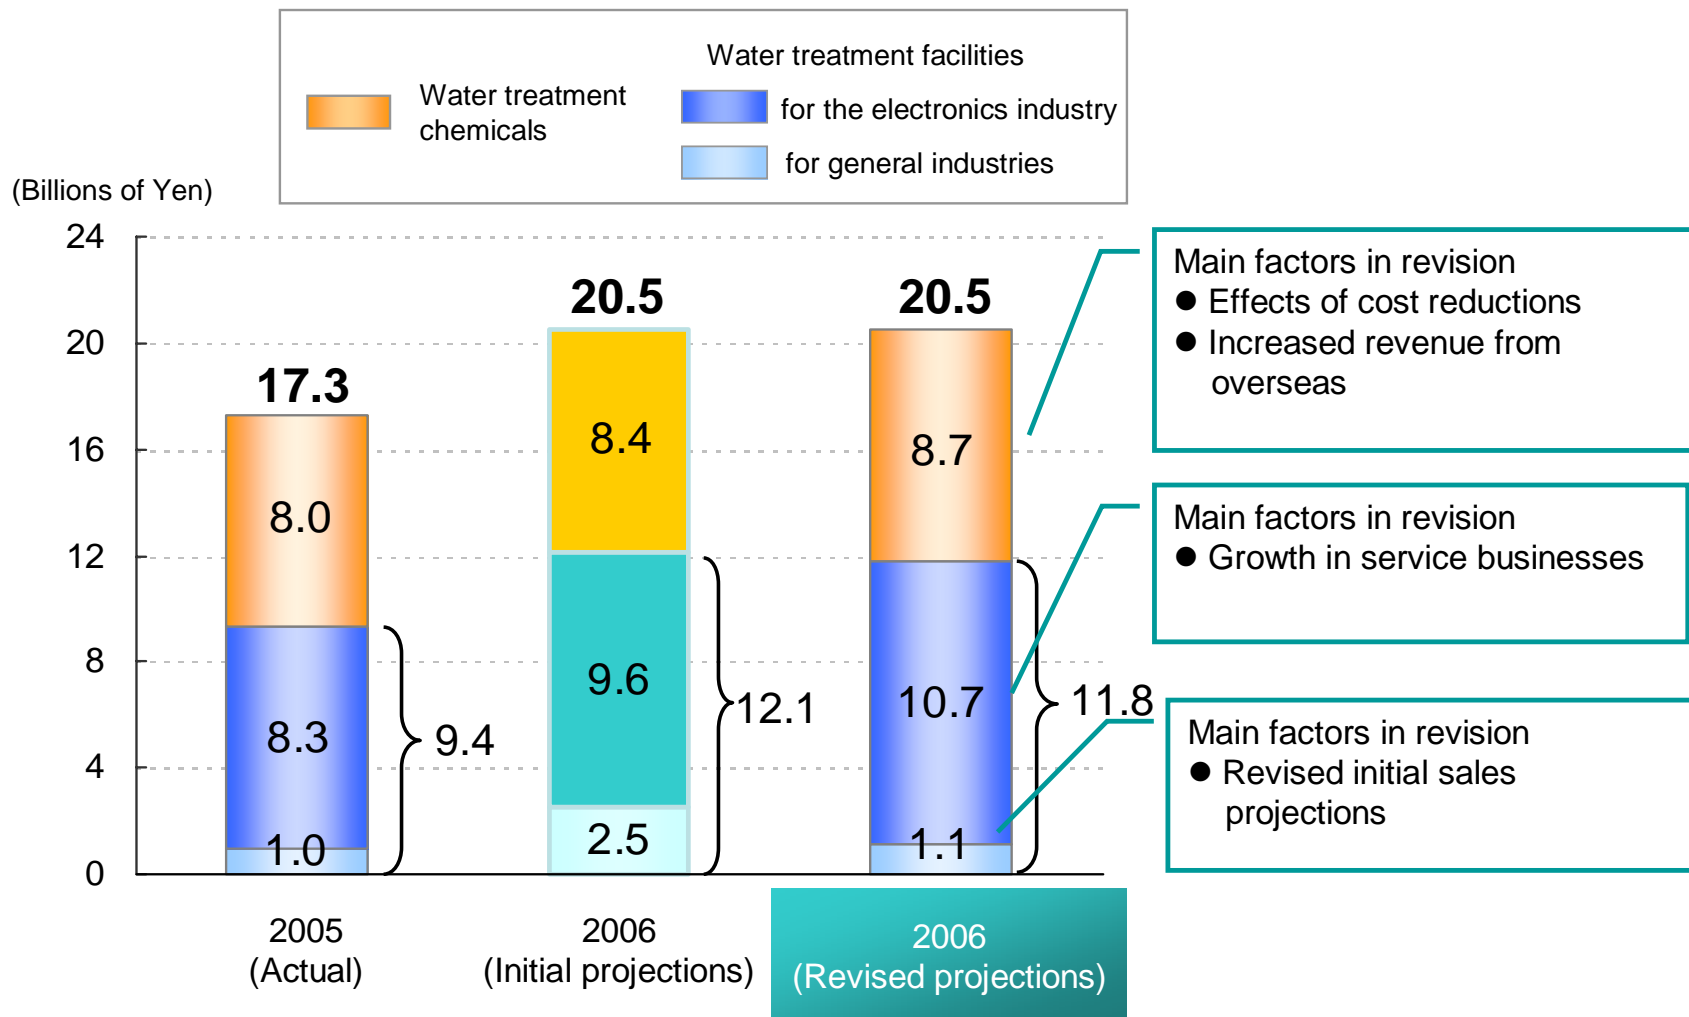 Water treatment facilities
Water treatment
chemicals
for the electronics industry
for general industries
(Billions of Yen)
24
20
16
12
8
4
0
17.3
8.0
8.3
1.0
9.4
20.5
8.4
9.6
2.5
12.1
20.5
8.7
10.7
1.1
11.8
2005
(Actual)
2006
(Initial projections)
2006
(Revised projections)
Main factors in revision
● Effects of cost reductions
● Increased revenue from
overseas
Main factors in revision
● Growth in service businesses
Main factors in revision
● Revised initial sales
projections